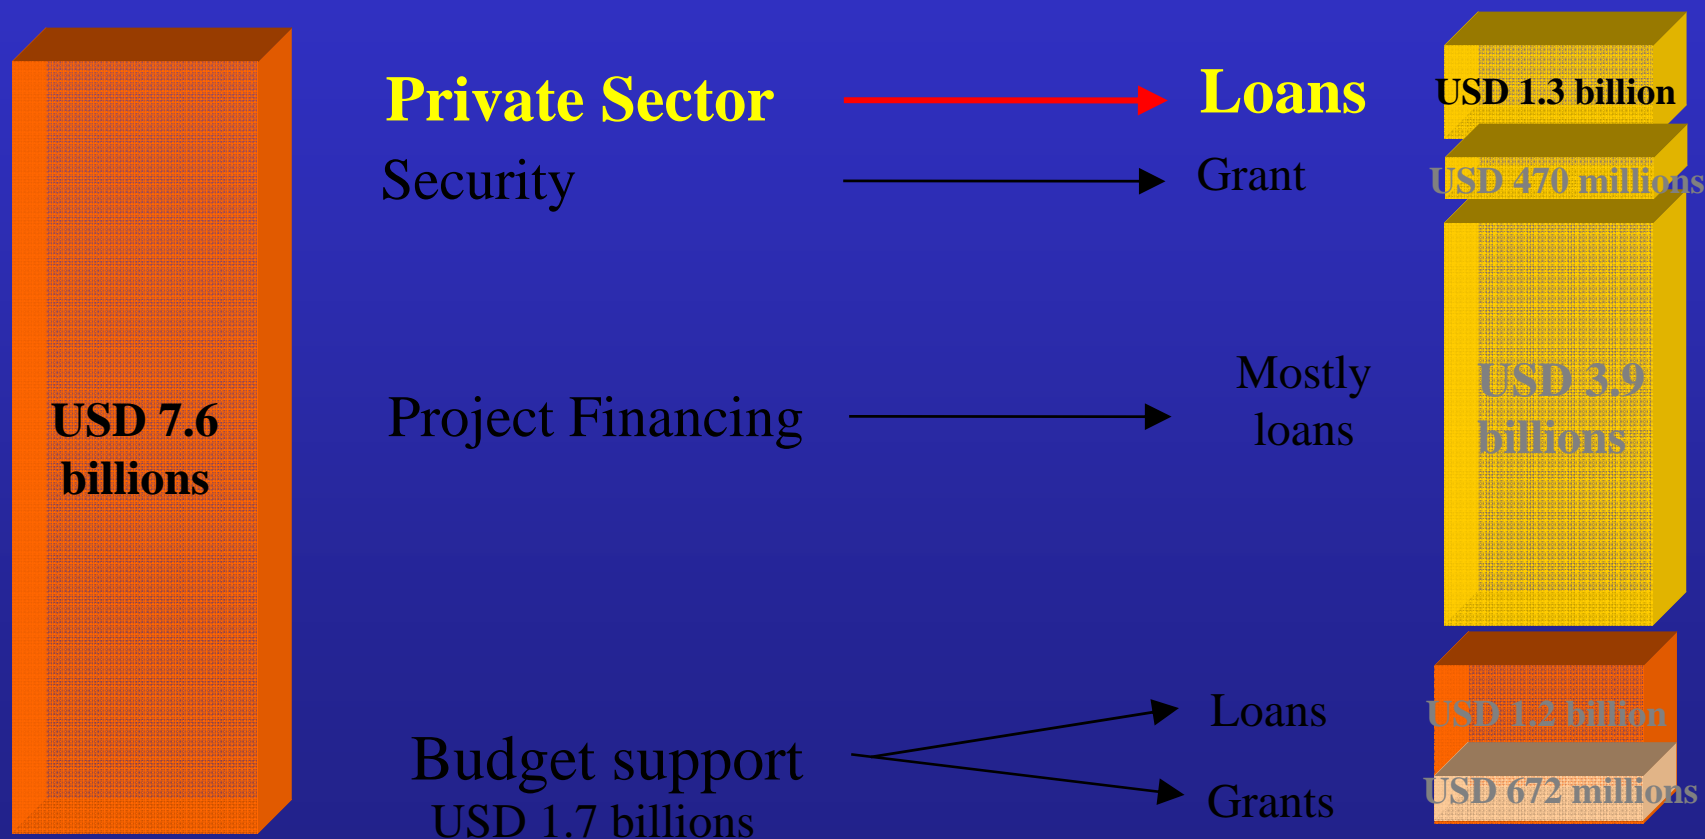 Private Sector
Loans
USD 1.3 billion
Security
Grant
USD 470 millions
USD 7.6
billions
Project Financing
Mostly
loans
USD 3.9
billions
Budget support
USD 1.7 billions
Loans
USD 1.2 billion
Grants
USD 672 millions